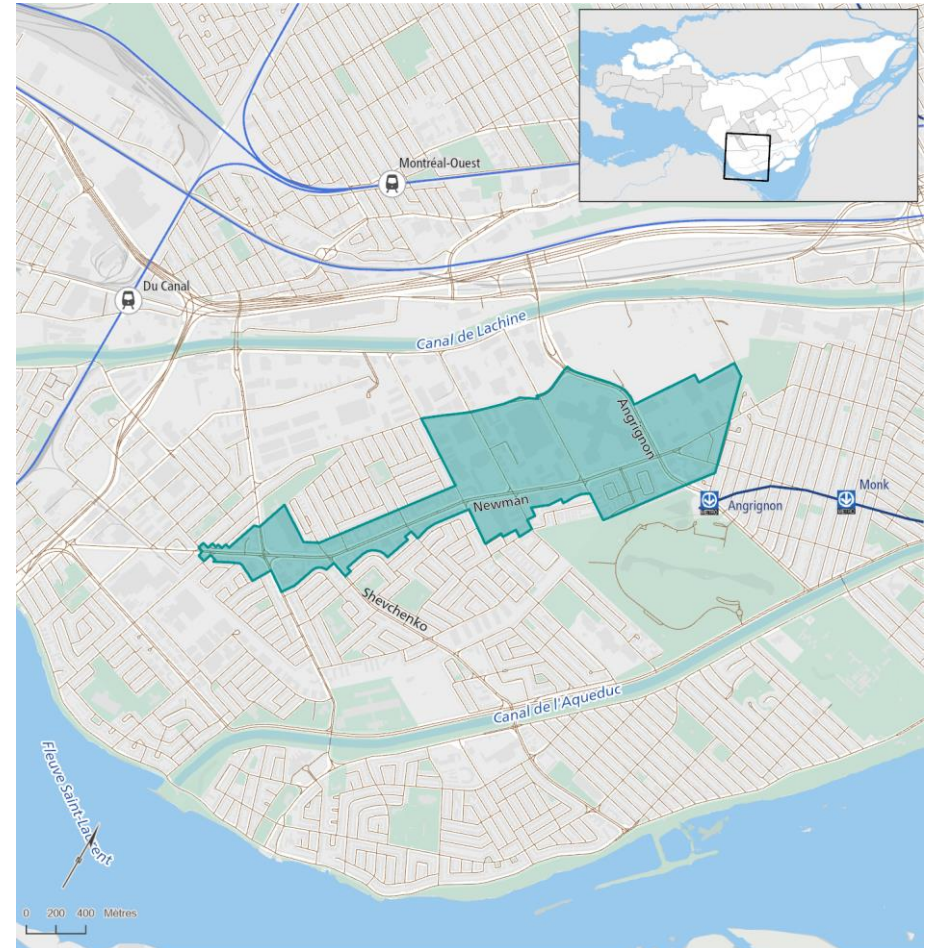 Montréal-Ouest
Du Canal
Canal de Lachine
Angrignon
Newman
Monk
Angrignon
Shevchenko
Canal de l'Aqueduc
Fleuve Saint-Laurent
0 200 400 Mètres